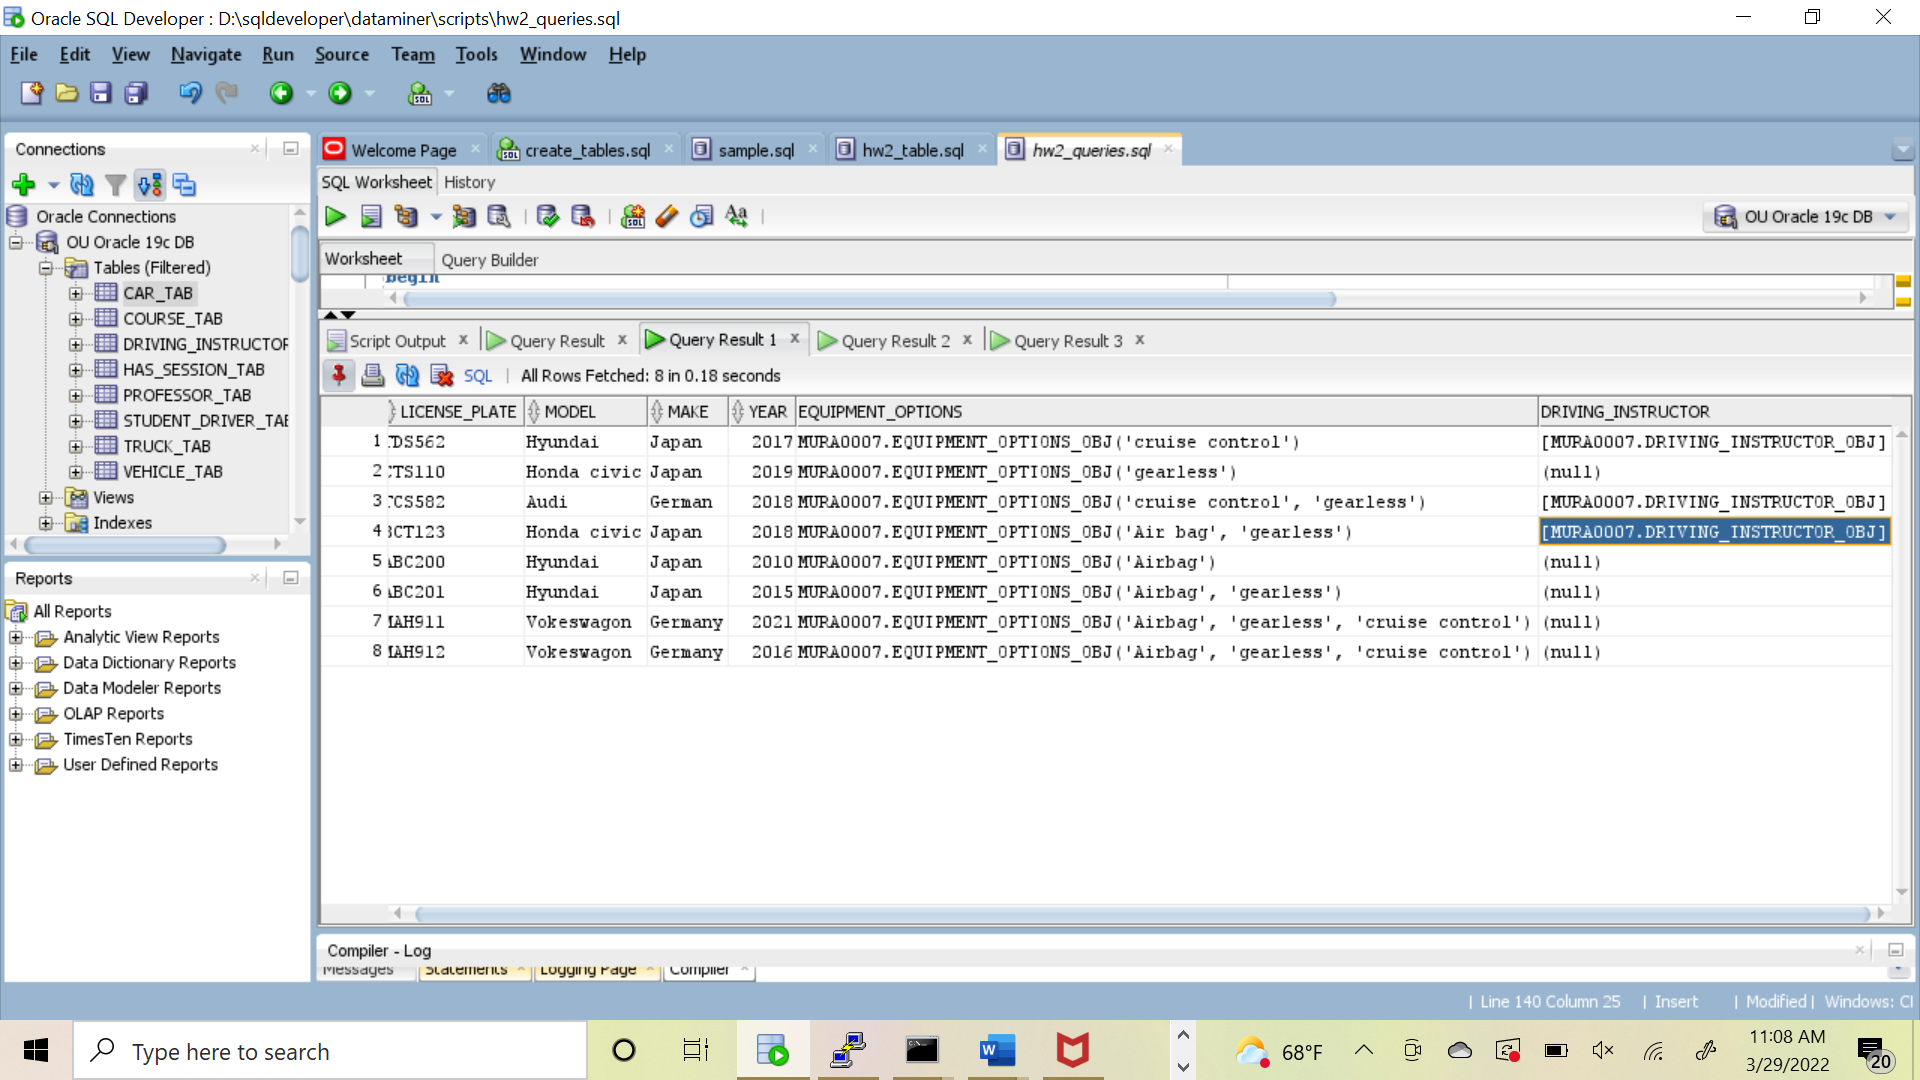 Oracle SQL Developer : D:\sqldeveloper\dataminer\scripts\hw2_queries.sql
File Edit View Navigate Run Source Team Tools Window Help
Connections
Oracle Connections
OU Oracle 19c DB
Tables (Filtered)
CAR_TAB
COURSE_TAB
DRIVING_INSTRUCTOR
HAS_SESSION_TAB
PROFESSOR_TAB
STUDENT_DRIVER_TAB
TRUCK_TAB
VEHICLE_TAB
Views
Indexes
Reports
All Reports
Analytic View Reports
Data Dictionary Reports
Data Modeler Reports
OLAP Reports
TimesTen Reports
User Defined Reports
Welcome Page create_tables.sql sample.sql hw2_table.sql hw2_queries.sql
SQL Worksheet History
OU Oracle 19c DB
Worksheet Query Builder
begin
Script Output Query Result Query Result 1 Query Result 2 Query Result 3
SQL All Rows Fetched: 8 in 0.18 seconds
LICENSE_PLATE MODEL MAKE YEAR EQUIPMENT_OPTIONS DRIVING_INSTRUCTOR
1 DS562 Hyundai Japan 2017 MURA0007.EQUIPMENT_OPTIONS_OBJ('cruise control') [MURA0007.DRIVING_INSTRUCTOR_OBJ]
2 TS110 Honda civic Japan 2019 MURA0007.EQUIPMENT_OPTIONS_OBJ('gearless') (null)
3 CS582 Audi German 2018 MURA0007.EQUIPMENT_OPTIONS_OBJ('cruise control', 'gearless') [MURA0007.DRIVING_INSTRUCTOR_OBJ]
4 CT123 Honda civic Japan 2018 MURA0007.EQUIPMENT_OPTIONS_OBJ('Air bag', 'gearless') [MURA0007.DRIVING_INSTRUCTOR_OBJ]
5 ABC200 Hyundai Japan 2010 MURA0007.EQUIPMENT_OPTIONS_OBJ('Airbag') (null)
6 ABC201 Hyundai Japan 2015 MURA0007.EQUIPMENT_OPTIONS_OBJ('Airbag', 'gearless') (null)
7 MAH911 Vokeswagon Germany 2021 MURA0007.EQUIPMENT_OPTIONS_OBJ('Airbag', 'gearless', 'cruise control') (null)
8 MAH912 Vokeswagon Germany 2016 MURA0007.EQUIPMENT_OPTIONS_OBJ('Airbag', 'gearless', 'cruise control') (null)
Compiler - Log
Messages Statements Logging Page Compiler
Line 140 Column 25 Insert Modified Windows: Cl
Type here to search
68°F
11:08 AM
3/29/2022
20